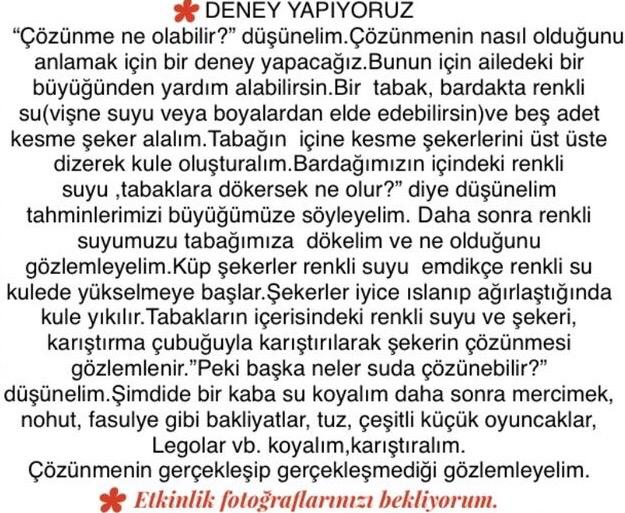 DENEY YAPIYORUZ
“Çözünme ne olabilir?” düşünelim.Çözünmenin nasıl olduğunu
anlamak için bir deney yapacağız.Bunun için ailedeki bir
büyüğünden yardım alabilirsin.Bir tabak, bardakta renkli
su(vişne suyu veya boyalardan elde edebilirsin)ve beş adet
kesme şeker alalım.Tabağın içine kesme şekerlerini üst üste
dizerek kule oluşturalım.Bardağımızın içindeki renkli
suyu ,tabaklara dökersek ne olur?” diye düşünelim
tahminlerimizi büyüğümüze söyleyelim. Daha sonra renkli
suyumuzu tabağımıza dökelim ve ne olduğunu
gözlemleyelim.Küp şekerler renkli suyu emdikçe renkli su
kulede yükselmeye başlar.Şekerler iyice ıslanıp ağırlaştığında
kule yıkılır.Tabakların içerisindeki renkli suyu ve şekeri,
karıştırma çubuğuyla karıştırılarak şekerin çözünmesi
gözlemlenir.”Peki başka neler suda çözünebilir?”
düşünelim.Şimdide bir kaba su koyalım daha sonra mercimek,
nohut, fasulye gibi bakliyatlar, tuz, çeşitli küçük oyuncaklar,
Legolar vb. koyalım,karıştıralım.
Çözünmenin gerçekleşip gerçekleşmediği gözlemleyelim.
Etkinlik fotoğraflarınızı bekliyorum.